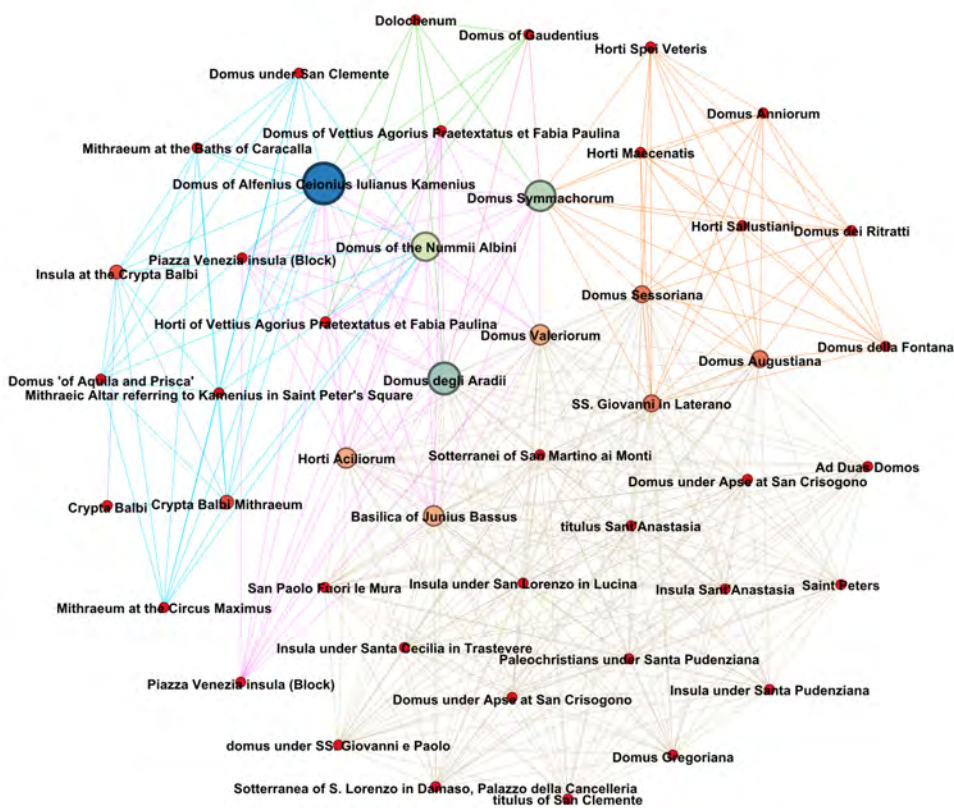 Dolochenum
Domus of Gaudentius
Horti Spei Veteris
Domus under San Clemente
Domus Anniorum
Domus of Vettius Agorius Praetextatus et Fabia Paulina
Mithraeum at the Baths of Caracalla
Horti Maecenatis
Domus of Alfenius Ceionius Iulianus Kamenius
Domus Symmachorum
Horti Sallustiani
Domus dei Ritratti
Domus of the Nummii Albini
Piazza Venezia insula (Block)
Insula at the Crypta Balbi
Domus Sessoriana
Horti of Vettius Agorius Praetextatus et Fabia Paulina
Domus Valeriorum
Domus della Fontana
Domus Augustiana
Domus 'of Aquila and Prisca'
Domus degli Aradii
Mithraeic Altar referring to Kamenius in Saint Peter's Square
SS. Giovanni in Laterano
Horti Aciliorum
Sotterranei of San Martino ai Monti
Ad Duas Domos
Domus under Apse at San Crisogono
Crypta Balbi
Crypta Balbi Mithraeum
Basilica of Junius Bassus
titulus Sant'Anastasia
San Paolo Fuori le Mura
Insula under San Lorenzo in Lucina
Insula Sant'Anastasia
Saint Peters
Mithraeum at the Circus Maximus
Insula under Santa Cecilia in Trastevere
Paleochristians under Santa Pudenziana
Piazza Venezia insula (Block)
Domus under Apse at San Crisogono
Insula under Santa Pudenziana
domus under SS. Giovanni e Paolo
Domus Gregoriana
Sotterranea of S. Lorenzo in Damaso, Palazzo della Cancelleria
titulus of San Clemente